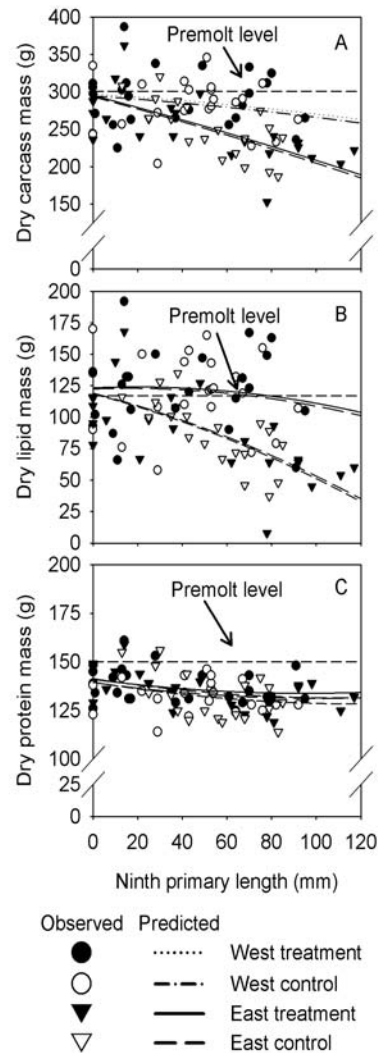 A
Premolt level
Dry carcass mass (g)
400
350
300
250
200
150
0
B
Premolt level
Dry lipid mass (g)
200
175
150
125
100
75
50
25
0
C
Premolt level
Dry protein mass (g)
200
175
150
125
100
25
0
0 20 40 60 80 100 120
Ninth primary length (mm)
Observed Predicted
West treatment
West control
East treatment
East control